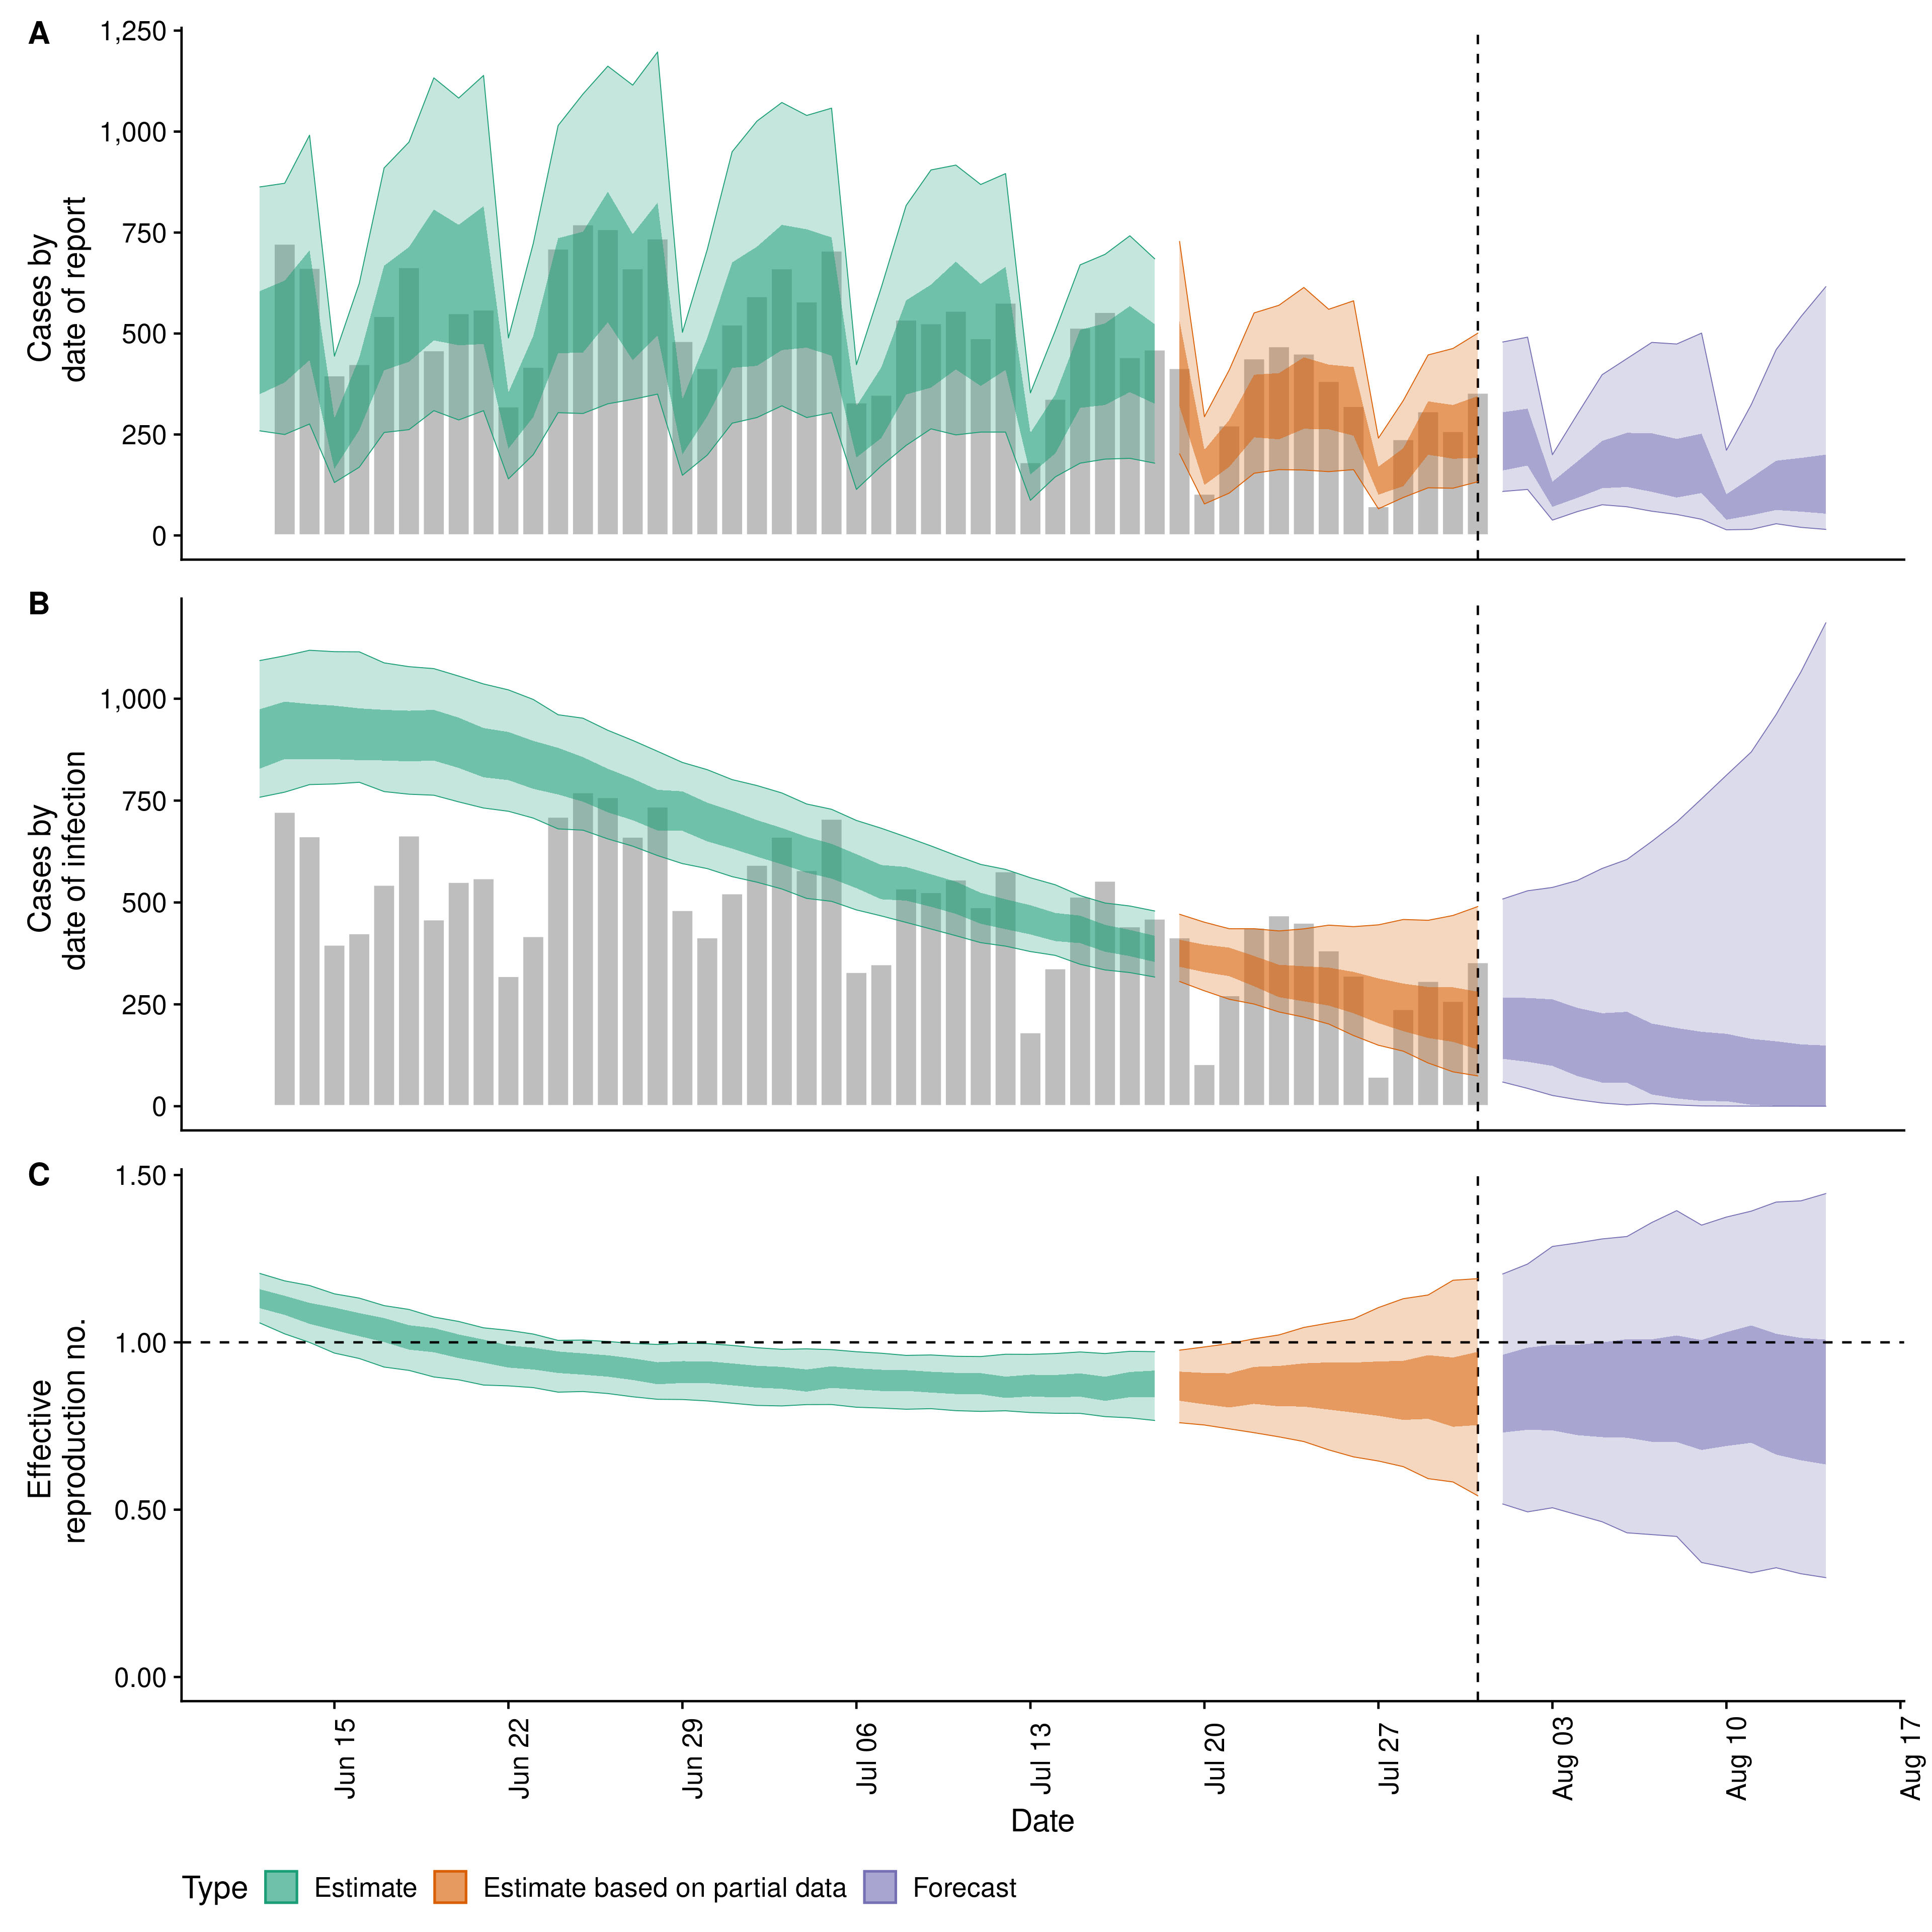 A
Cases by
date of report
1,250
1,000
750
500
250
0
B
Cases by
date of infection
1,000
750
500
250
0
C
Effective
reproduction no.
1.50
1.00
0.50
0.00
Jun 15
Jun 22
Jun 29
Jul 06
Jul 13
Jul 20
Jul 27
Aug 03
Aug 10
Aug 17
Date
Type Estimate Estimate based on partial data Forecast